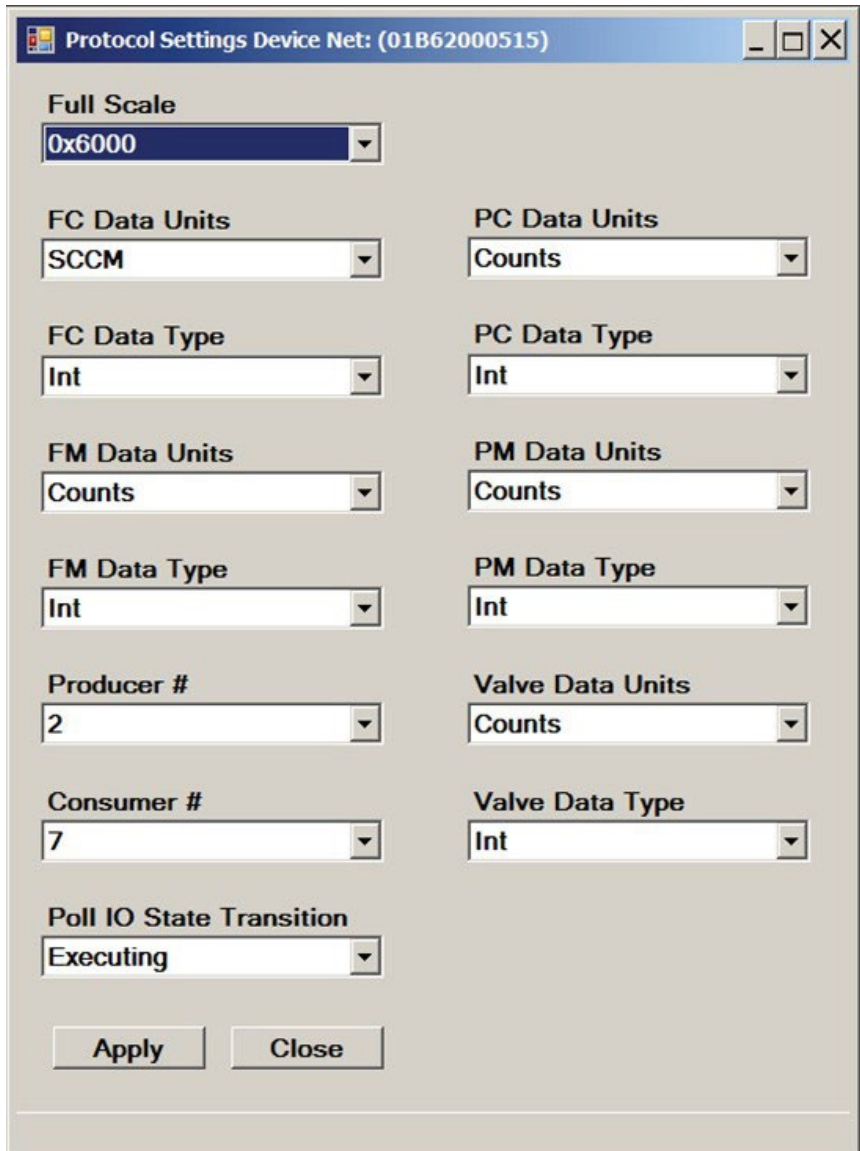 Protocol Settings Device Net: (01B62000515)
Full Scale
0x6000
FC Data Units
SCCM
PC Data Units
Counts
FC Data Type
Int
PC Data Type
Int
FM Data Units
Counts
PM Data Units
Counts
FM Data Type
Int
PM Data Type
Int
Producer #
2
Valve Data Units
Counts
Consumer #
7
Valve Data Type
Int
Poll IO State Transition
Executing
Apply
Close